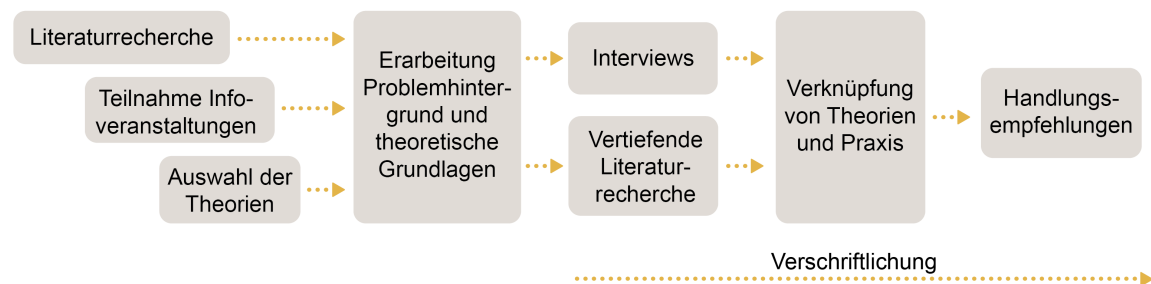 Literaturrecherche
Teilnahme Info-
veranstaltungen
Auswahl der
Theorien
Erarbeitung
Problemhinter-
grund und
theoretische
Grundlagen
Interviews
Vertiefende
Literatur-
recherche
Verknüpfung
von Theorien
und Praxis
Handlungs-
empfehlungen
Verschriftlichung